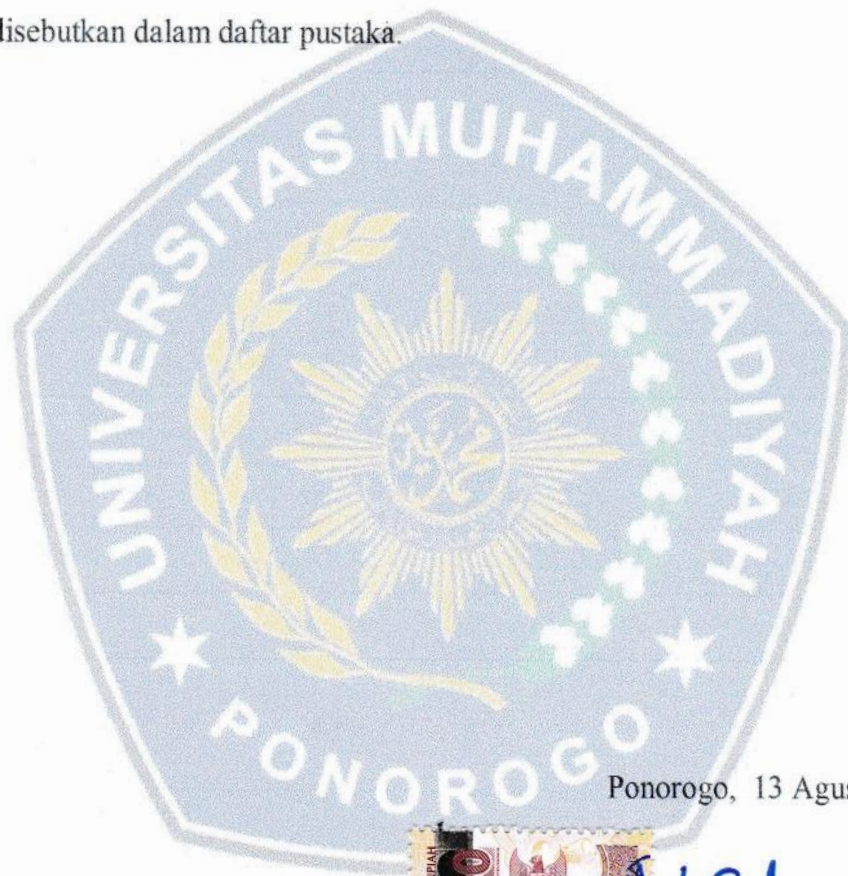 disebutkan dalam daftar pustaka.
UNIVERSITAS MUHAMMADIYAH
PONOROGO
Ponorogo, 13 Agus